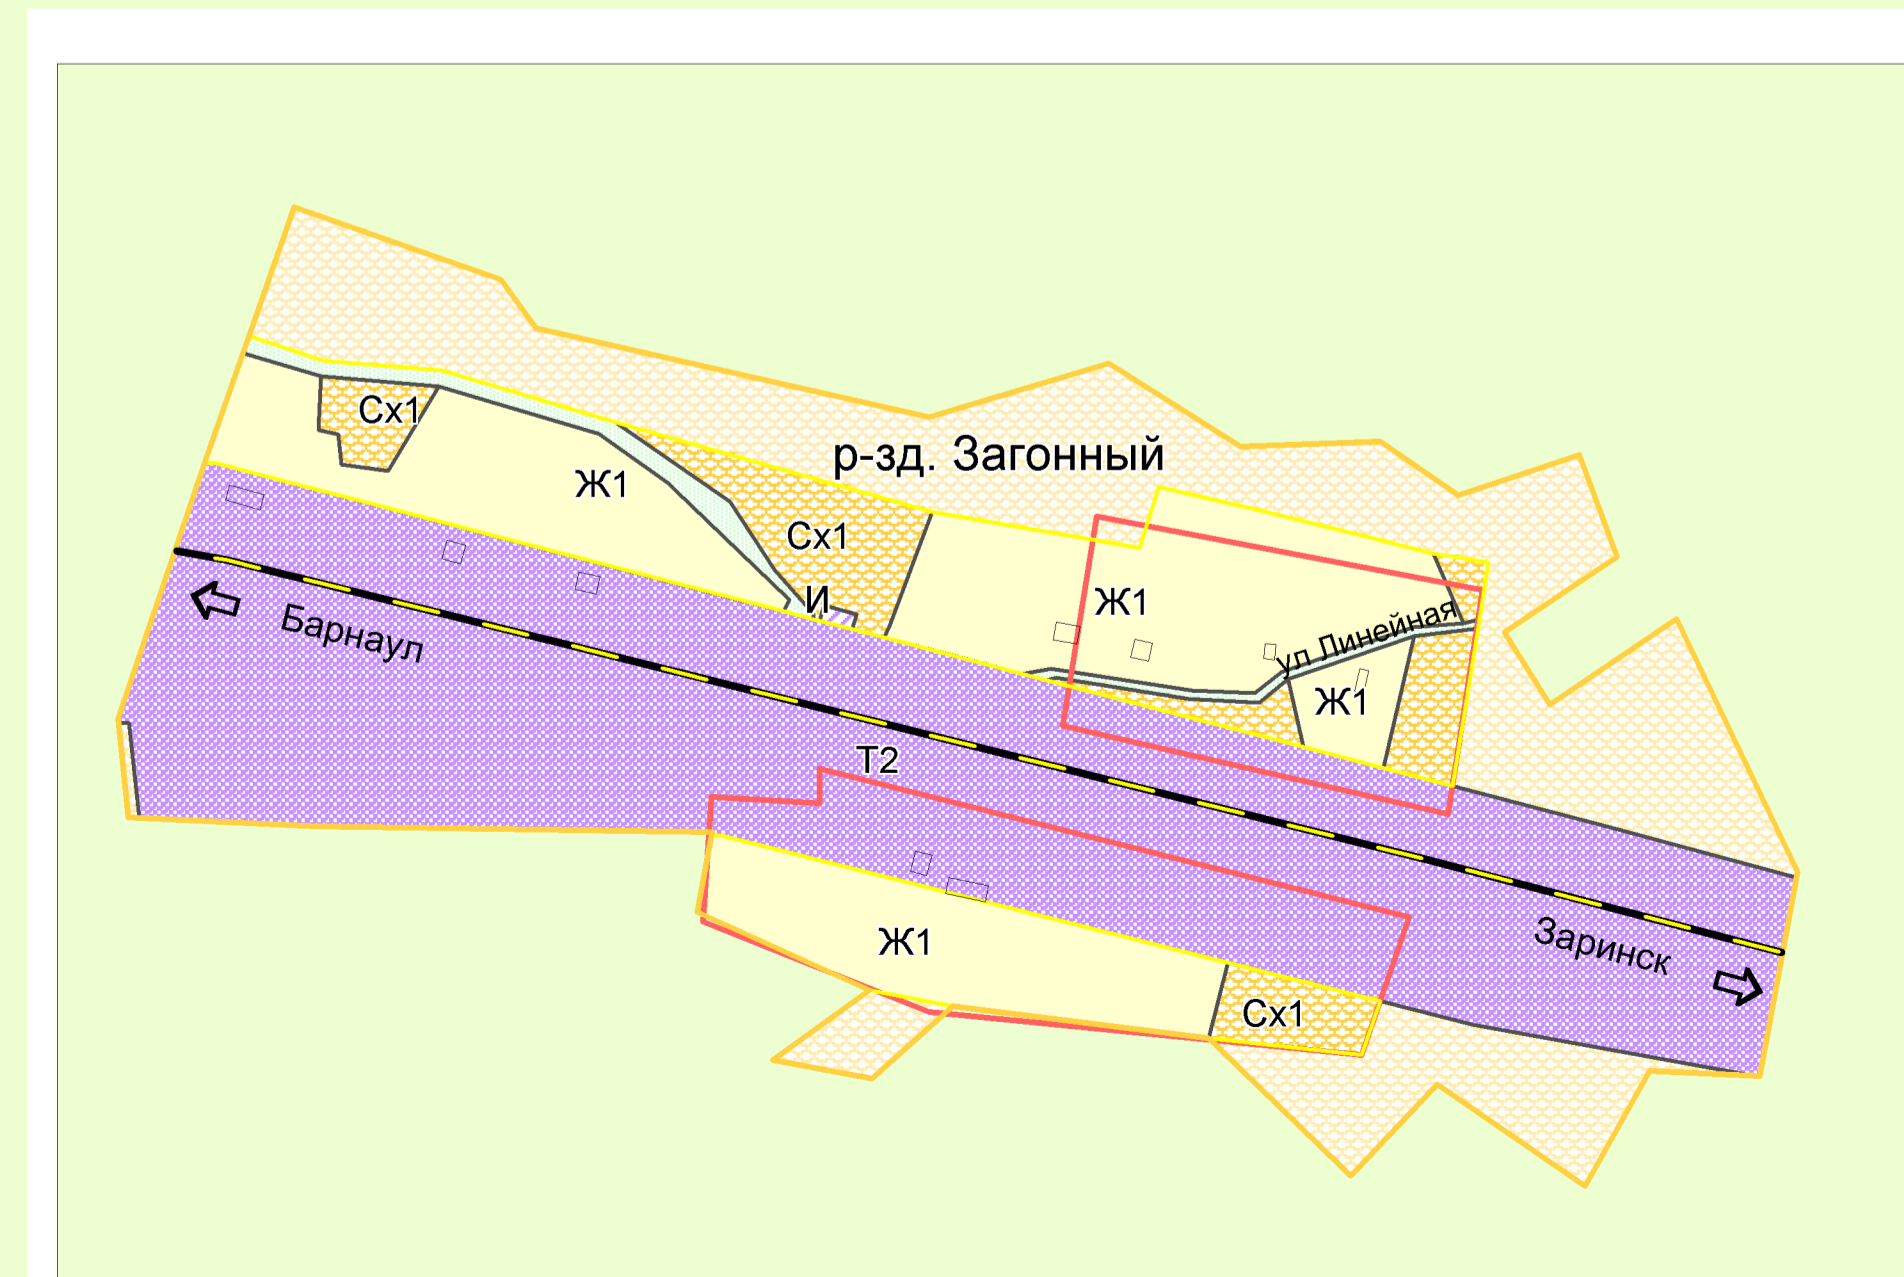 Сх1
р-зд. Загонный
Ж1
Сх1
И
Ж1
ул Линейная
Барнаул
Ж1
Т2
Ж1
Заринск
Сх1